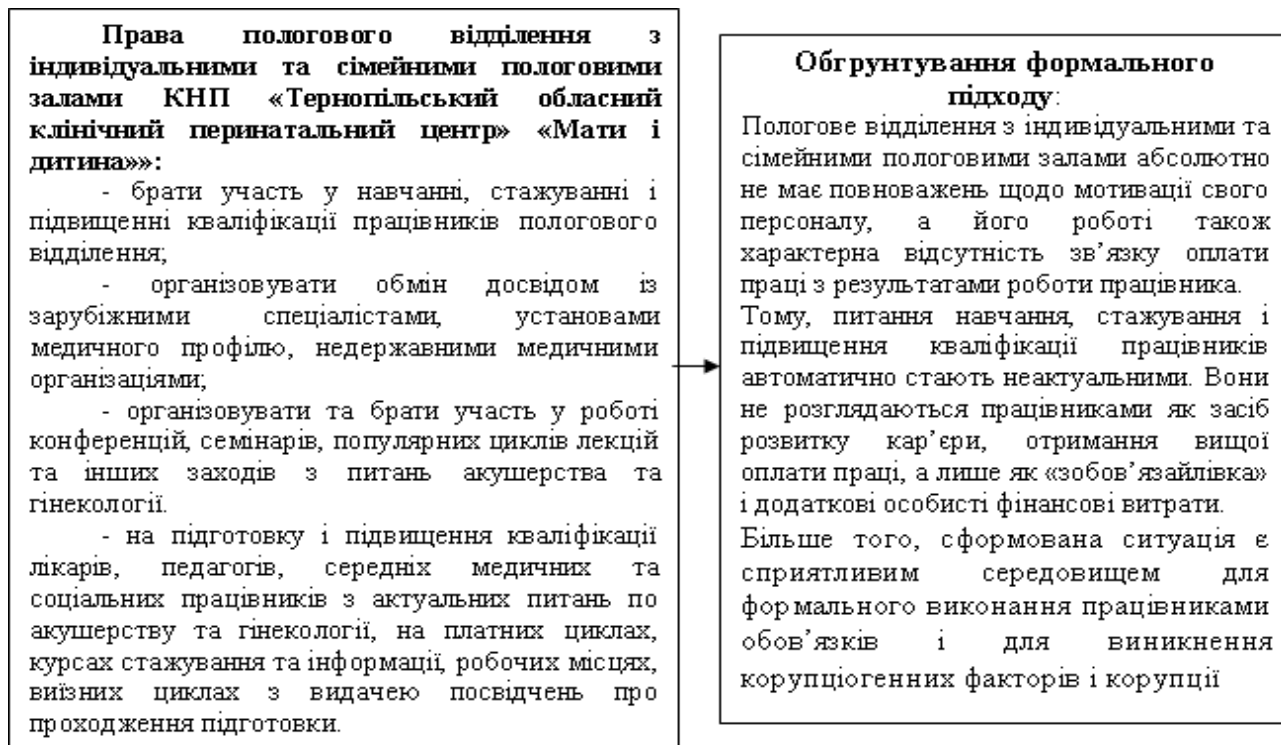 Права пологового відділення з
індивідуальними та сімейними пологовими
залами КНП «Тернопільський обласний
клінічний перинатальний центр» «Мати і
дитина»»:
- брати участь у навчанні, стажуванні і
підвищенні кваліфікації працівників пологового
відділення;
- організовувати обмін досвідом із
зарубіжними спеціалістами, установами
медичного профілю, недержавними медичними
організаціями;
- організовувати та брати участь у роботі
конференцій, семінарів, популярних циклів лекцій
та інших заходів з питань акушерства та
гінекології.
- на підготовку і підвищення кваліфікації
лікарів, педагогів, середніх медичних та
соціальних працівників з актуальних питань по
акушерству та гінекології, на платних циклах,
курсах стажування та інформації, робочих місцях,
виїзних циклах з видачею посвідчень про
проходження підготовки.
Обгрунтування формального
підходу:
Пологове відділення з індивідуальними та
сімейними пологовими залами абсолютно
не має повноважень щодо мотивації свого
персоналу, а його роботі також
характерна відсутність зв’язку оплати
праці з результатами роботи працівника.
Тому, питання навчання, стажування і
підвищення кваліфікації працівників
автоматично стають неактуальними. Вони
не розглядаються працівниками як засіб
розвитку кар’єри, отримання вищої
оплати праці, а лише як «зобов’язайлівка»
і додаткові особисті фінансові витрати.
Більше того, сформована ситуація є
сприятливим середовищем для
формального виконання працівниками
обов’язків і для виникнення
корупціогенних факторів і корупції